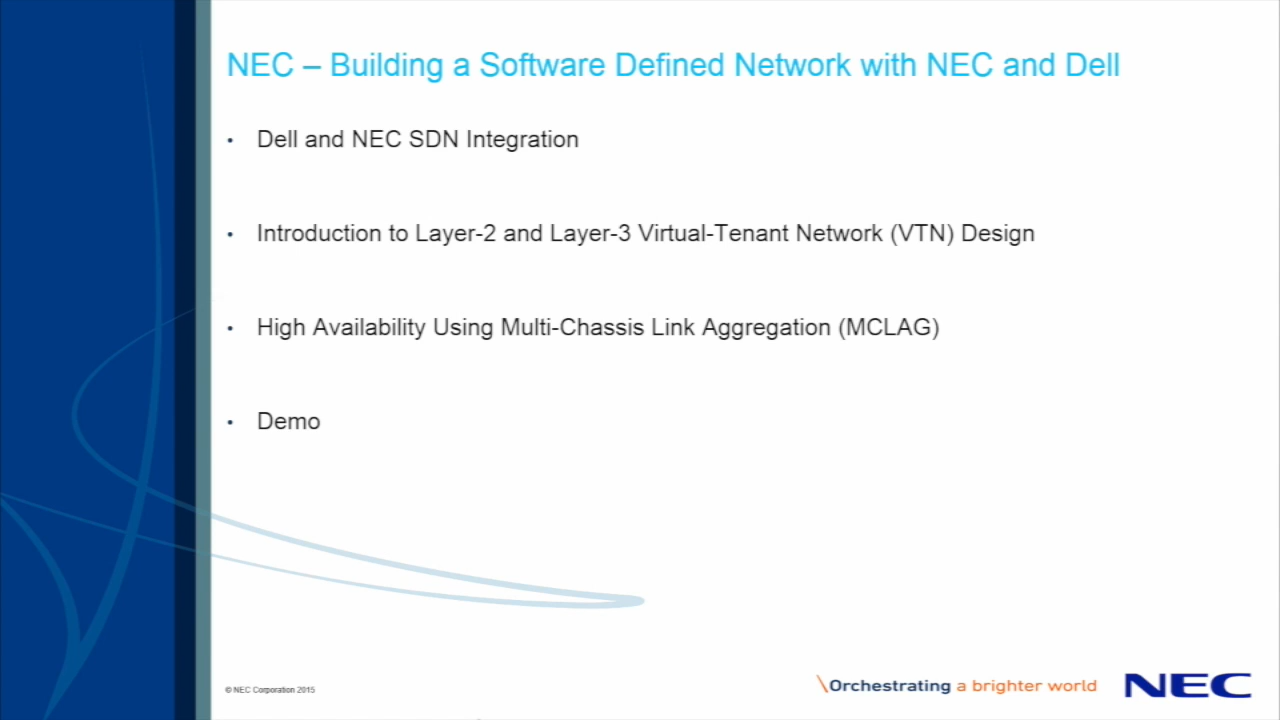 NEC – Building a Software Defined Network with NEC and Dell
• Dell and NEC SDN Integration
• Introduction to Layer-2 and Layer-3 Virtual-Tenant Network (VTN) Design
• High Availability Using Multi-Chassis Link Aggregation (MCLAG)
• Demo
© NEC Corporation 2015
\Orchestrating a brighter world
NEC